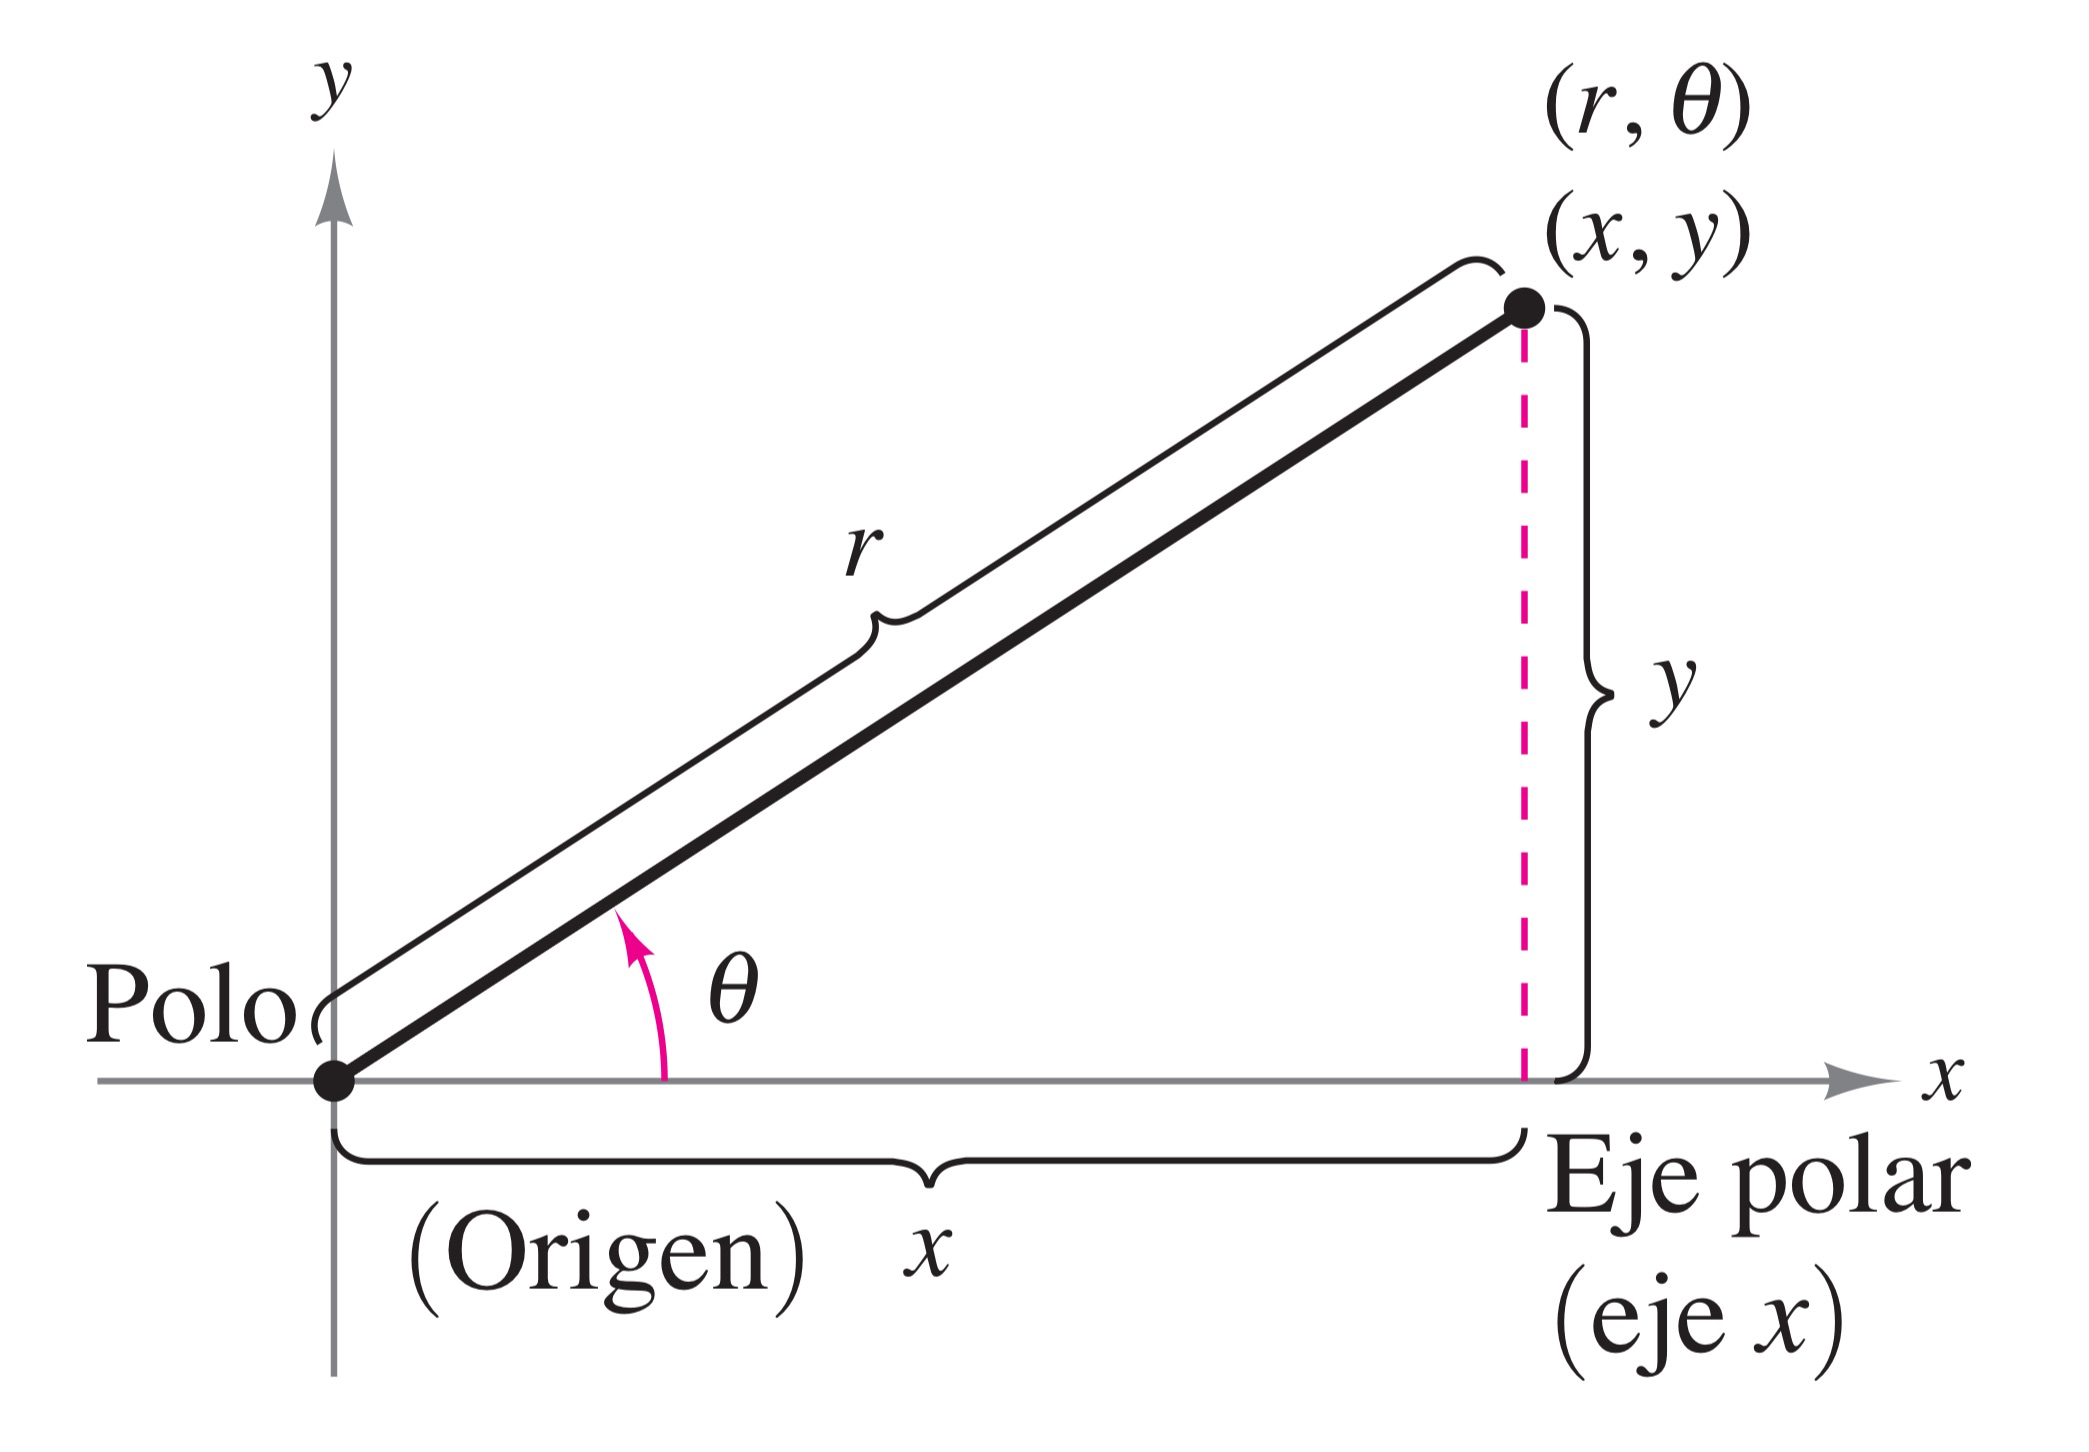 y
(r, θ)
(x, y)
r
y
θ
Polo
x
Eje polar
(eje x)
(Origen)
x